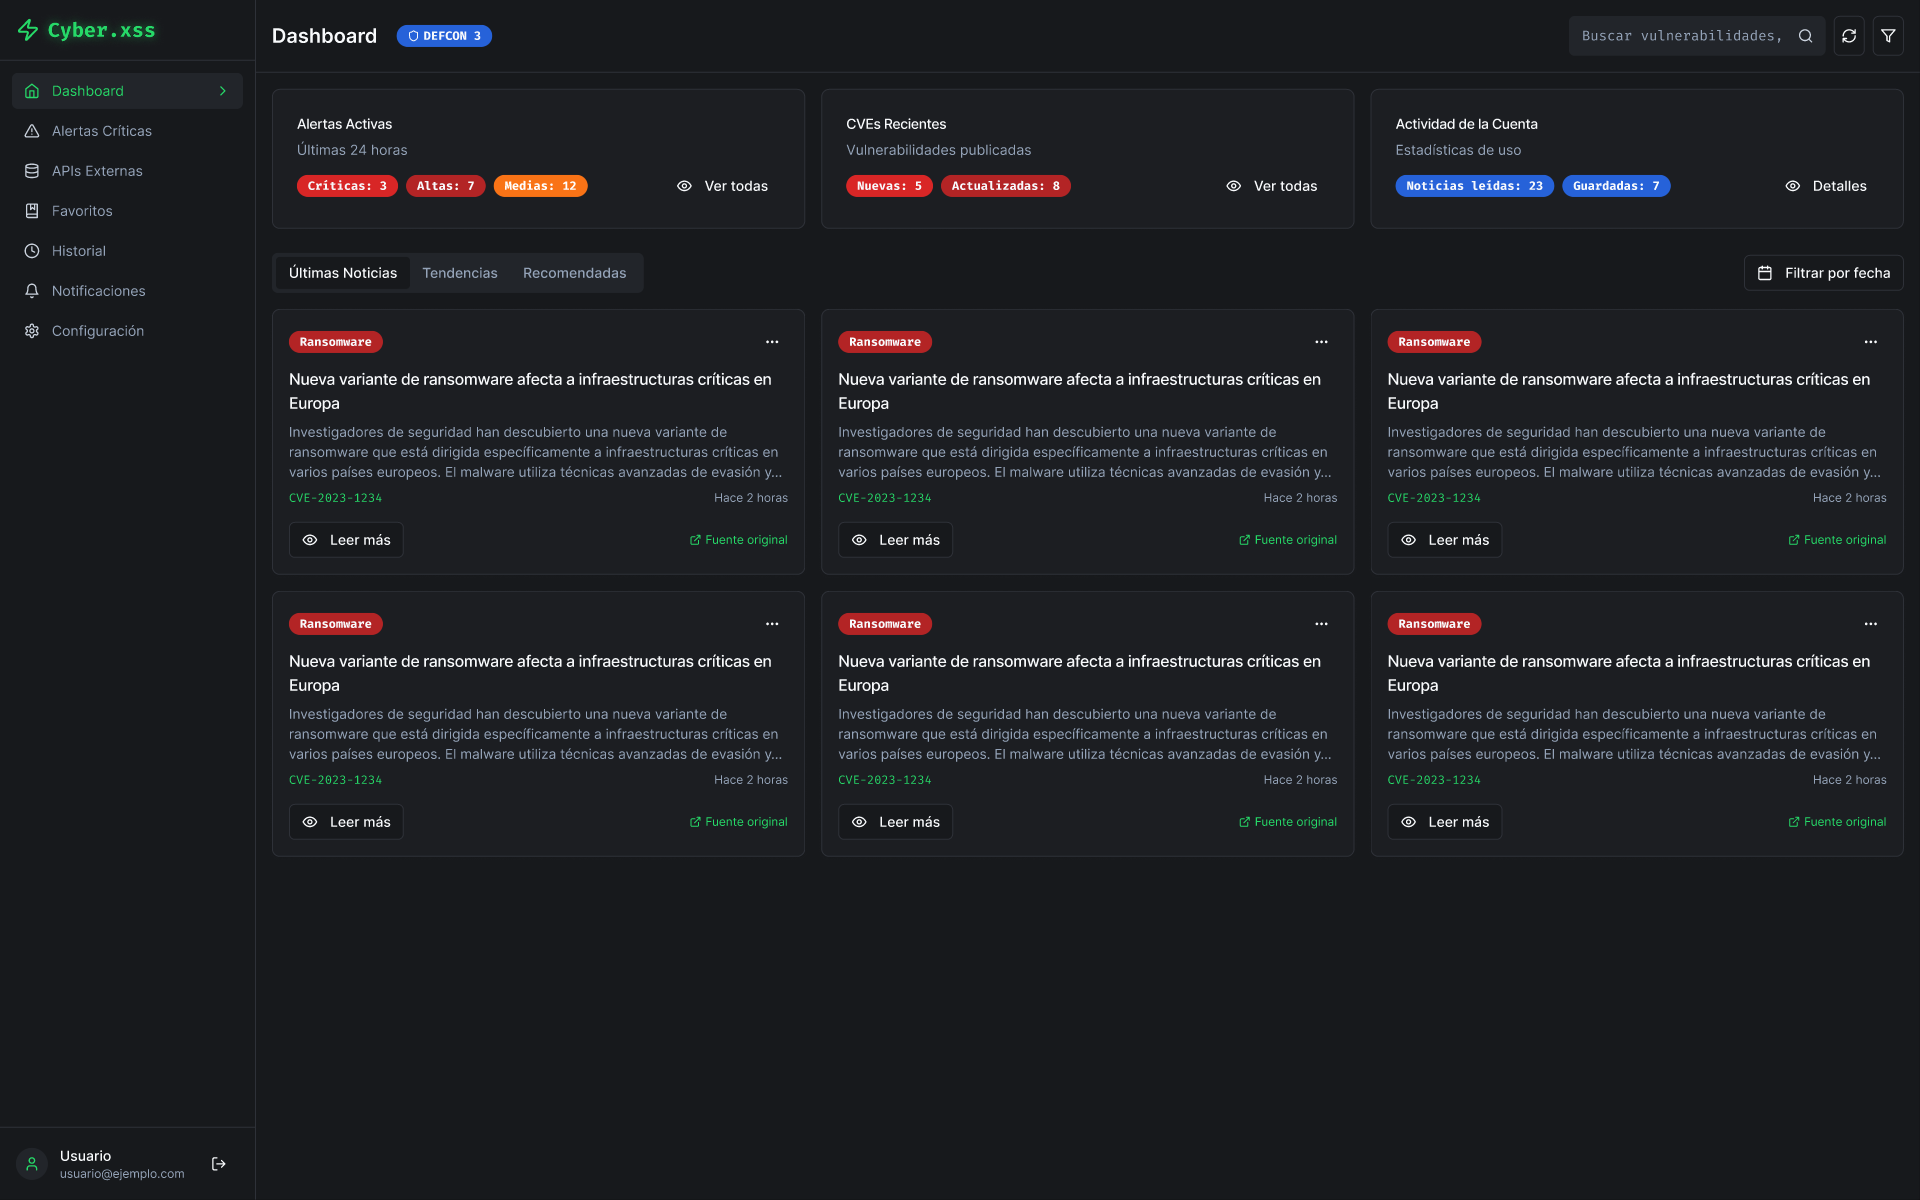 Cyber.xss
Dashboard
Alertas Críticas
APIs Externas
Favoritos
Historial
Notificaciones
Configuración
Usuario
usuario@ejemplo.com
Dashboard
DEFCON 3
Buscar vulnerabilidades,
Alertas Activas
Últimas 24 horas
Críticas: 3 Altas: 7 Medias: 12 Ver todas
CVEs Recientes
Vulnerabilidades publicadas
Nuevas: 5 Actualizadas: 8 Ver todas
Actividad de la Cuenta
Estadísticas de uso
Noticias leídas: 23 Guardadas: 7 Detalles
Últimas Noticias Tendencias Recomendadas
Filtrar por fecha
Ransomware
Nueva variante de ransomware afecta a infraestructuras críticas en
Europa
Investigadores de seguridad han descubierto una nueva variante de
ransomware que está dirigida específicamente a infraestructuras críticas en
varios países europeos. El malware utiliza técnicas avanzadas de evasión y...
CVE-2023-1234 Hace 2 horas
Leer más Fuente original
Ransomware
Nueva variante de ransomware afecta a infraestructuras críticas en
Europa
Investigadores de seguridad han descubierto una nueva variante de
ransomware que está dirigida específicamente a infraestructuras críticas en
varios países europeos. El malware utiliza técnicas avanzadas de evasión y...
CVE-2023-1234 Hace 2 horas
Leer más Fuente original
Ransomware
Nueva variante de ransomware afecta a infraestructuras críticas en
Europa
Investigadores de seguridad han descubierto una nueva variante de
ransomware que está dirigida específicamente a infraestructuras críticas en
varios países europeos. El malware utiliza técnicas avanzadas de evasión y...
CVE-2023-1234 Hace 2 horas
Leer más Fuente original
Ransomware
Nueva variante de ransomware afecta a infraestructuras críticas en
Europa
Investigadores de seguridad han descubierto una nueva variante de
ransomware que está dirigida específicamente a infraestructuras críticas en
varios países europeos. El malware utiliza técnicas avanzadas de evasión y...
CVE-2023-1234 Hace 2 horas
Leer más Fuente original
Ransomware
Nueva variante de ransomware afecta a infraestructuras críticas en
Europa
Investigadores de seguridad han descubierto una nueva variante de
ransomware que está dirigida específicamente a infraestructuras críticas en
varios países europeos. El malware utiliza técnicas avanzadas de evasión y...
CVE-2023-1234 Hace 2 horas
Leer más Fuente original
Ransomware
Nueva variante de ransomware afecta a infraestructuras críticas en
Europa
Investigadores de seguridad han descubierto una nueva variante de
ransomware que está dirigida específicamente a infraestructuras críticas en
varios países europeos. El malware utiliza técnicas avanzadas de evasión y...
CVE-2023-1234 Hace 2 horas
Leer más Fuente original